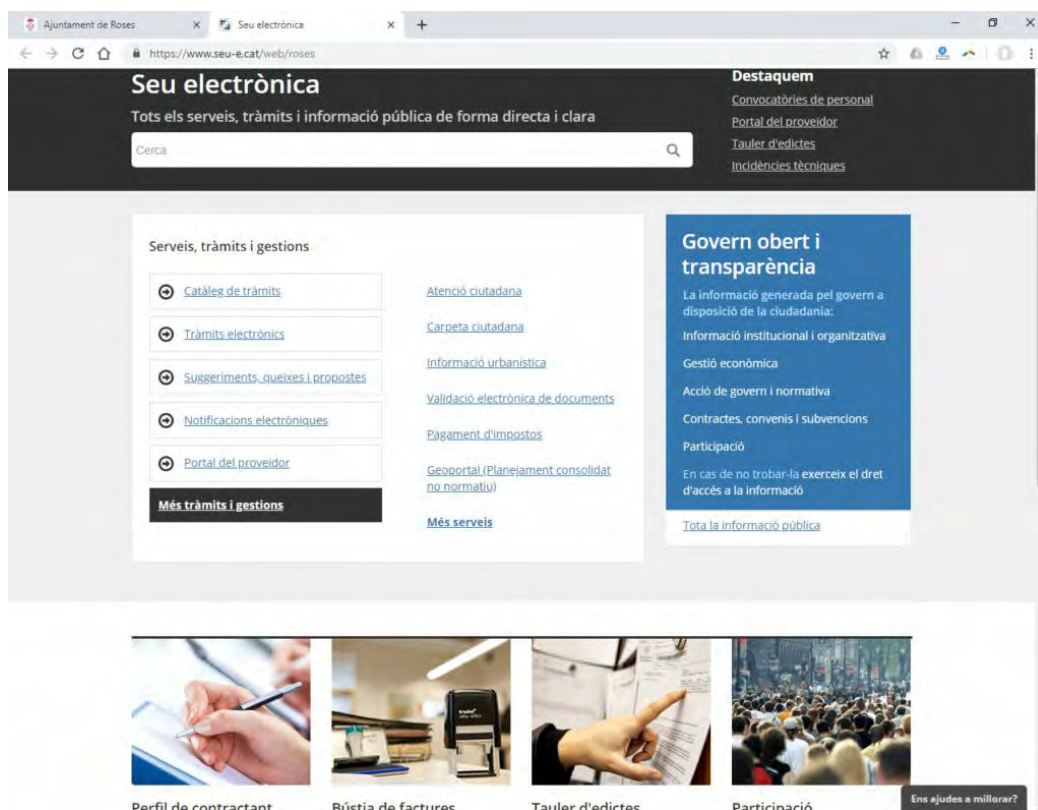 Ajuntament de Roses
Seu electrònica
https://www.seu-e.cat/web/roses
Seu electrònica
Tots els serveis, tràmits i informació pública de forma directa i clara
Cerca
Destaquem
Convocatòries de personal
Portal del proveïdor
Tauler d'edictes
Incidències tècniques
Serveis, tràmits i gestions
Catàleg de tràmits
Tràmits electrònics
Suggeriments, queixes i propostes
Notificacions electròniques
Portal del proveïdor
Més tràmits i gestions
Atenció ciutadana
Carpeta ciutadana
Informació urbanística
Validació electrònica de documents
Pagament d'impostos
Geoportal (Planejament consolidat
no normatiu)
Més serveis
Govern obert i
transparència
La informació generada pel govern a
disposició de la ciudadania:
Informació institucional i organitzativa
Gestió econòmica
Acció de govern i normativa
Contractes, convenis i subvencions
Participació
En cas de no trobar-la exerceix el dret
d'accés a la informació
Tota la informació pública
Perfil de contractant
Bústia de factures
Tauler d'edictes
Participació
Ens ajudes a millorar?